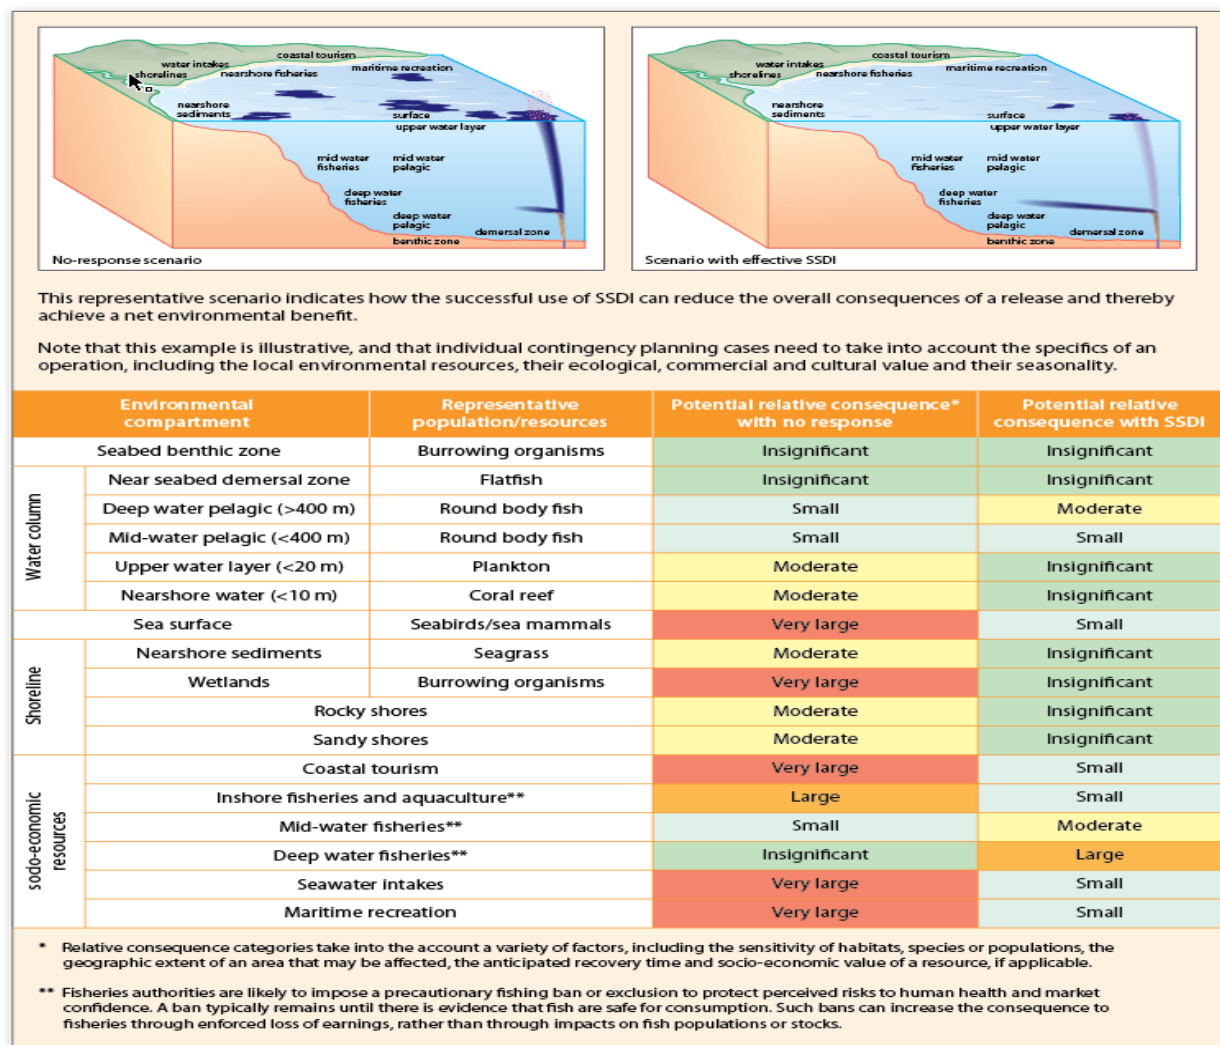 water intakes
coastal tourism
shorelines
nearshore fisheries
maritime recreation
nearshore
sediments
surface
upper water layer
mid water
fisheries
mid water
pelagic
deep water
fisheries
deep water
pelagic
demersal zone
benthic zone
No-response scenario
water intakes
coastal tourism
shorelines
nearshore fisheries
maritime recreation
nearshore
sediments
surface
upper water layer
mid water
fisheries
mid water
pelagic
deep water
fisheries
deep water
pelagic
demersal zone
benthic zone
Scenario with effective SSDI
This representative scenario indicates how the successful use of SSDI can reduce the overall consequences of a release and thereby
achieve a net environmental benefit.
Note that this example is illustrative, and that individual contingency planning cases need to take into account the specifics of an
operation, including the local environmental resources, their ecological, commercial and cultural value and their seasonality.
Environmental compartment Representative population/resources Potential relative consequence* with no response Potential relative consequence with SSDI
Seabed benthic zone Burrowing organisms Insignificant Insignificant
Water column
Near seabed demersal zone Flatfish Insignificant Insignificant
Deep water pelagic (>400 m) Round body fish Small Moderate
Mid-water pelagic (<400 m) Round body fish Small Small
Upper water layer (<20 m) Plankton Moderate Insignificant
Nearshore water (<10 m) Coral reef Moderate Insignificant
Sea surface Seabirds/sea mammals Very large Small
Shoreline
Nearshore sediments Seagrass Moderate Insignificant
Wetlands Burrowing organisms Very large Insignificant
Rocky shores Moderate Insignificant
Sandy shores Moderate Insignificant
sodo-economic
resources
Coastal tourism Very large Small
Inshore fisheries and aquaculture** Large Small
Mid-water fisheries** Small Moderate
Deep water fisheries** Insignificant Large
Seawater intakes Very large Small
Maritime recreation Very large Small
* Relative consequence categories take into the account a variety of factors, including the sensitivity of habitats, species or populations, the
geographic extent of an area that may be affected, the anticipated recovery time and socio-economic value of a resource, if applicable.
** Fisheries authorities are likely to impose a precautionary fishing ban or exclusion to protect perceived risks to human health and market
confidence. A ban typically remains until there is evidence that fish are safe for consumption. Such bans can increase the consequence to
fisheries through enforced loss of earnings, rather than through impacts on fish populations or stocks.